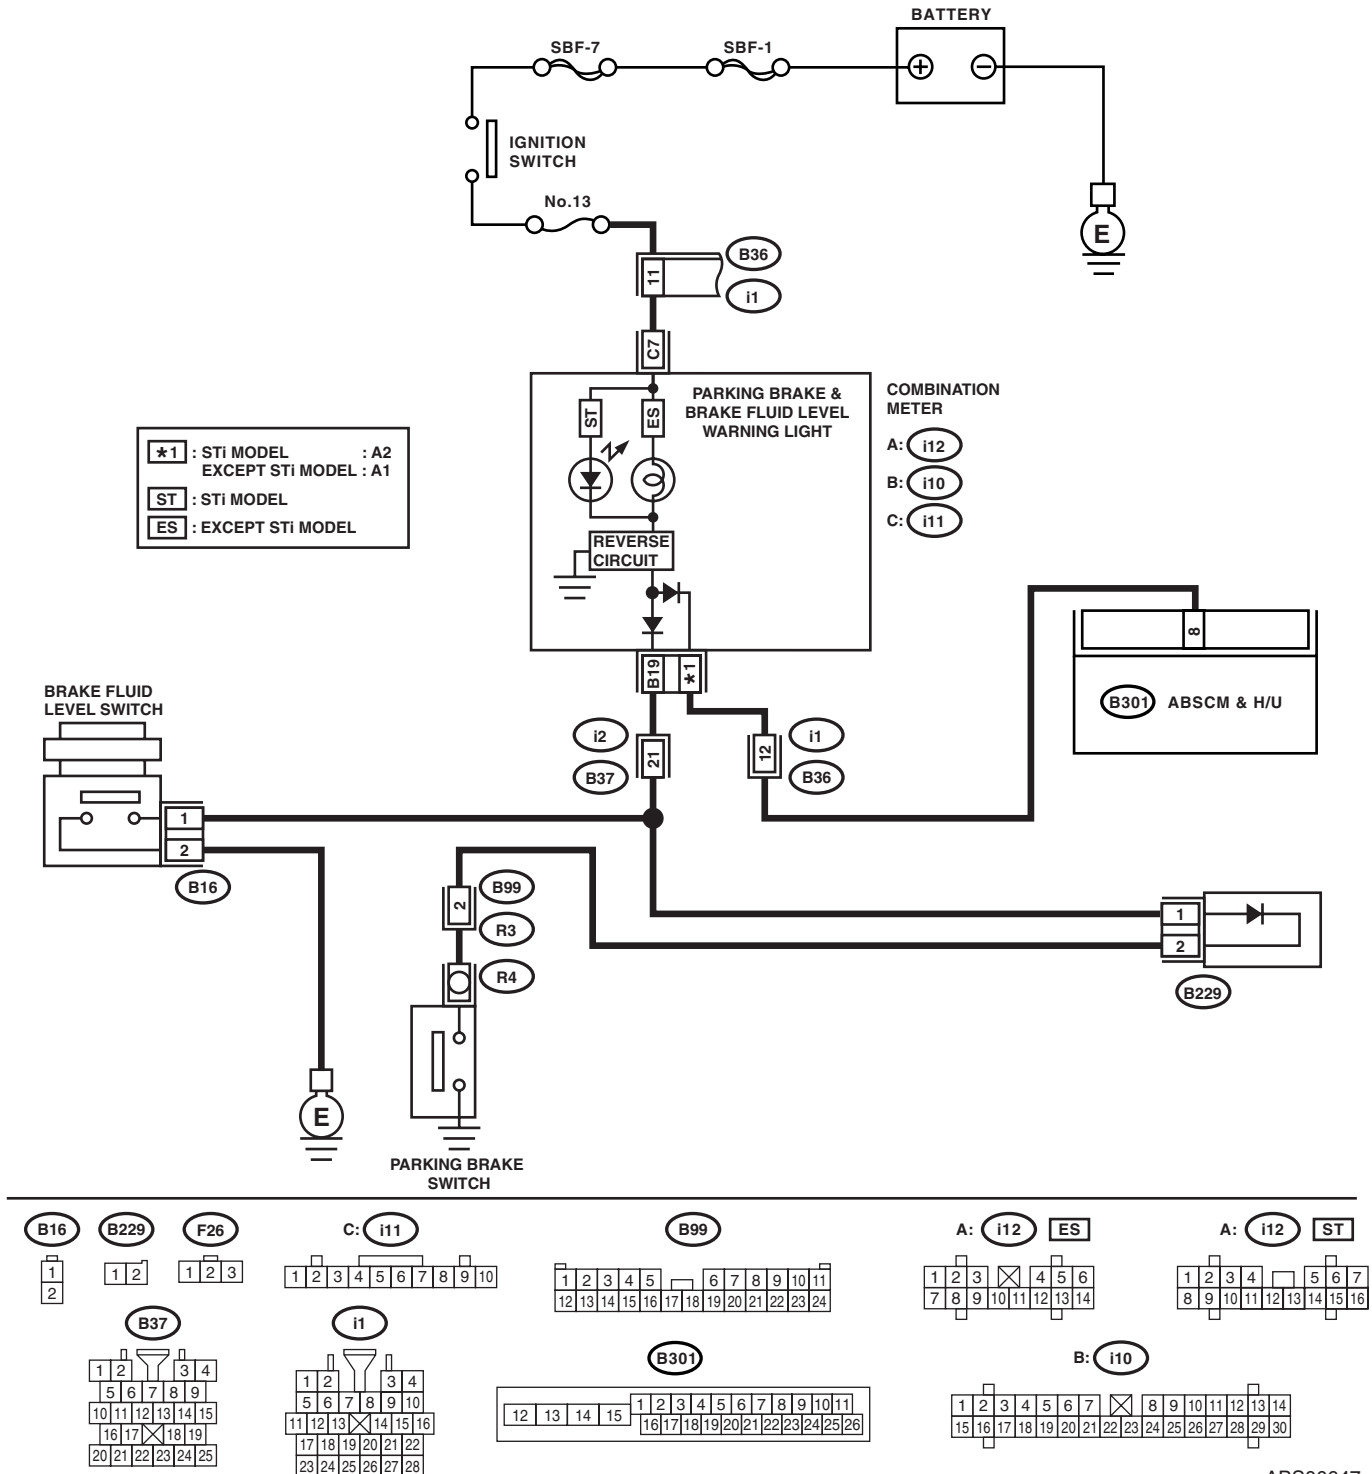 BATTERY
SBF-7
SBF-1
+
−
IGNITION
SWITCH
No.13
E
11
B36
i1
C7
PARKING BRAKE &
BRAKE FLUID LEVEL
WARNING LIGHT
COMBINATION
METER
A: i12
B: i10
C: i11
ST
ES
*1 : STi MODEL : A2
EXCEPT STi MODEL : A1
ST : STi MODEL
ES : EXCEPT STi MODEL
REVERSE
CIRCUIT
8
B301 ABSCM & H/U
B19
*1
BRAKE FLUID
LEVEL SWITCH
i2
21
B37
i1
12
B36
1
2
B16
B99
2
R3
R4
1
2
B229
E
PARKING BRAKE
SWITCH
B16
1
2
B229
1 2
F26
1 2 3
C: i11
1 2 3 4 5 6 7 8 9 10
B99
1 2 3 4 5 6 7 8 9 10 11
12 13 14 15 16 17 18 19 20 21 22 23 24
A: i12 ES
1 2 3 4 5 6
7 8 9 10 11 12 13 14
A: i12 ST
1 2 3 4 5 6 7
8 9 10 11 12 13 14 15 16
B37
1 2 3 4
5 6 7 8 9
10 11 12 13 14 15
16 17 18 19
20 21 22 23 24 25
i1
1 2 3 4
5 6 7 8 9 10
11 12 13 14 15 16
17 18 19 20 21 22
23 24 25 26 27 28
B301
1 2 3 4 5 6 7 8 9 10 11
12 13 14 15
16 17 18 19 20 21 22 23 24 25 26
B: i10
1 2 3 4 5 6 7 8 9 10 11 12 13 14
15 16 17 18 19 20 21 22 23 24 25 26 27 28 29 30